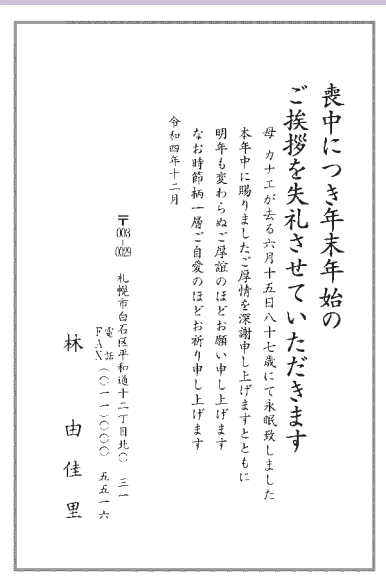 喪中につき年末年始の
ご挨拶を失礼させていただきます
母 カナエが去る六月十五日八十七歳にて永眠致しました
本年中に賜りましたご厚情を深謝申し上げますとともに
明年も変わらぬご厚誼のほどお願い申し上げます
なお時節柄一層ご自愛のほどお祈り申し上げます
令和四年十二月
〒003-0029 札幌市白石区平和通十二丁目北〇 三一
電話
FAX (〇一一)〇〇〇 五五一六
林 由佳里